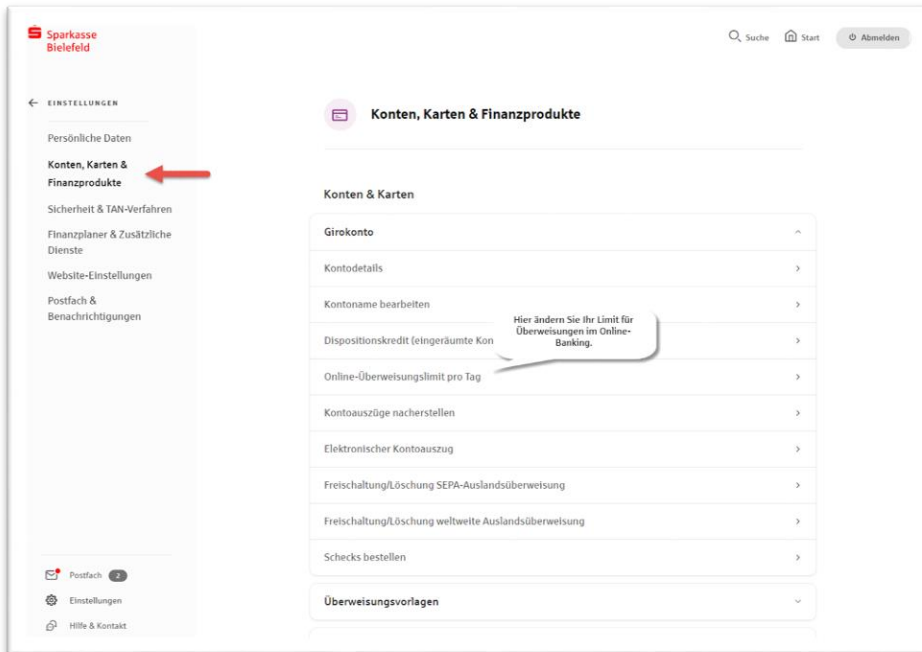 Sparkasse
Bielefeld
Suche
Start
Abmelden
EINSTELLUNGEN
Persönliche Daten
Konten, Karten &
Finanzprodukte
Sicherheit & TAN-Verfahren
Finanzplaner & Zusätzliche
Dienste
Website-Einstellungen
Postfach &
Benachrichtigungen
Postfach 2
Einstellungen
Hilfe & Kontakt
Konten, Karten & Finanzprodukte
Konten & Karten
Girokonto
Kontodetails
Kontoname bearbeiten
Hier ändern Sie Ihr Limit für
Überweisungen im Online-
Banking.
Dispositionskredit (eingeräumte Kon
Online-Überweisungslimit pro Tag
Kontoauszüge nacherstellen
Elektronischer Kontoauszug
Freischaltung/Löschung SEPA-Auslandsüberweisung
Freischaltung/Löschung weltweite Auslandsüberweisung
Schecks bestellen
Überweisungsvorlagen